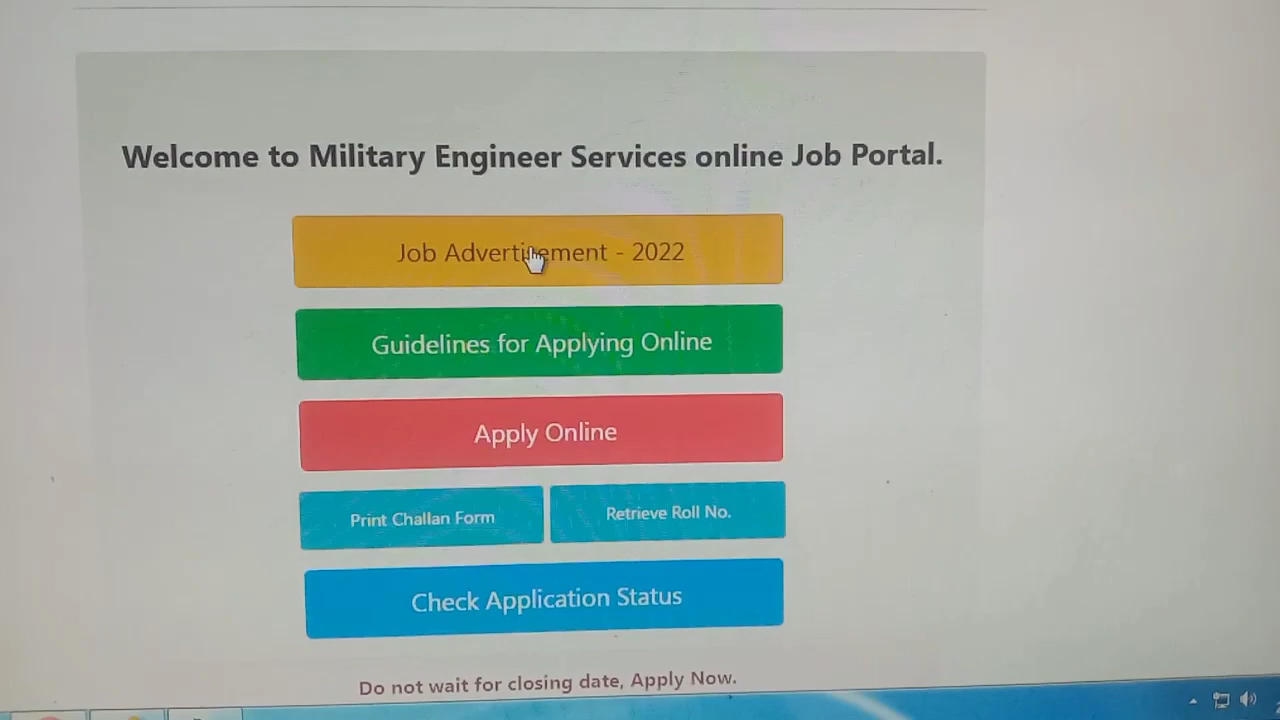 Welcome to Military Engineer Services online Job Portal.
Job Advertisement - 2022
Guidelines for Applying Online
Apply Online
Print Challan Form
Retrieve Roll No.
Check Application Status
Do not wait for closing date, Apply Now.